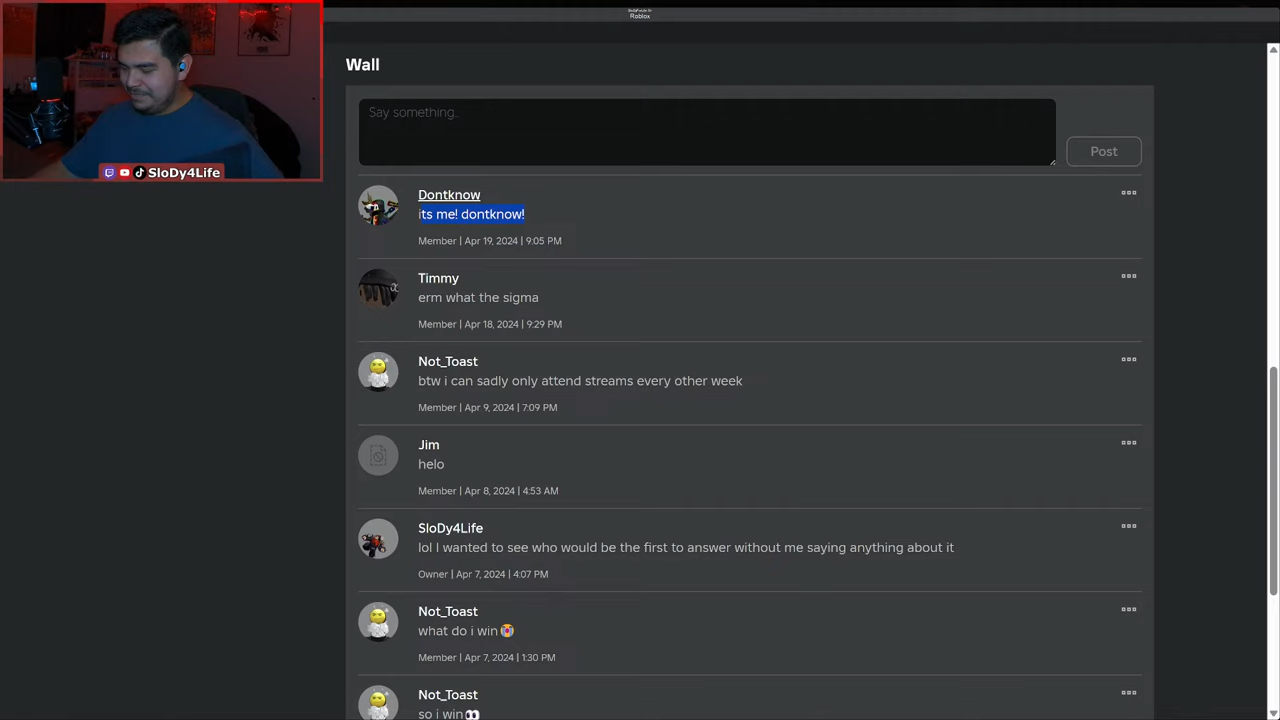 Roblox
Wall
Say something..
Post
Dontknow
its me! dontknow!
Member | Apr 19, 2024 | 9:05 PM
Timmy
erm what the sigma
Member | Apr 18, 2024 | 9:29 PM
Not_Toast
btw i can sadly only attend streams every other week
Member | Apr 9, 2024 | 7:09 PM
Jim
helo
Member | Apr 8, 2024 | 4:53 AM
SloDy4Life
lol I wanted to see who would be the first to answer without me saying anything about it
Owner | Apr 7, 2024 | 4:07 PM
Not_Toast
what do i win
Member | Apr 7, 2024 | 1:30 PM
Not_Toast
so i win
SloDy4Life